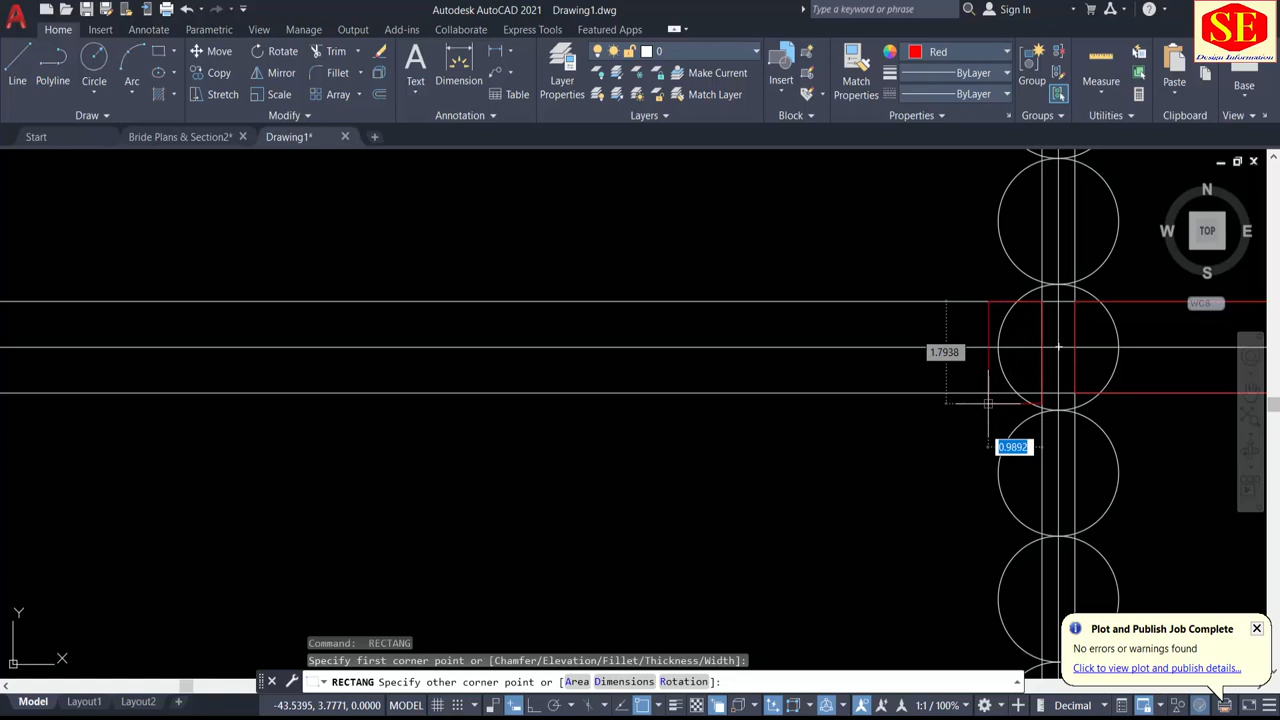 Autodesk AutoCAD 2021 Drawing1.dwg
Type a keyword or phrase
Sign In
SE
Design Information
Home Insert Annotate Parametric View Manage Output Add-ins Collaborate Express Tools Featured Apps
Line Polyline Circle Arc
Move Rotate Trim
Copy Mirror Fillet
Stretch Scale Array
Text Dimension
Table
Layer Properties
0
Make Current
Match Layer
Insert
Match Properties
Red
ByLayer
ByLayer
Group
Measure
Paste
Base
Draw Modify Annotation Layers Block Properties Groups Utilities Clipboard View
Start Bride Plans & Section2* Drawing1*
N
W TOP E
S
WCS
1.7938
0.9892
Y
X
Plot and Publish Job Complete
No errors or warnings found
Click to view plot and publish details...
Command: RECTANG
Specify first corner point or [Chamfer/Elevation/Fillet/Thickness/Width]:
RECTANG Specify other corner point or [Area Dimensions Rotation]:
Model Layout1 Layout2 +
-43.5395, 3.7771, 0.0000 MODEL 1:1 / 100% Decimal